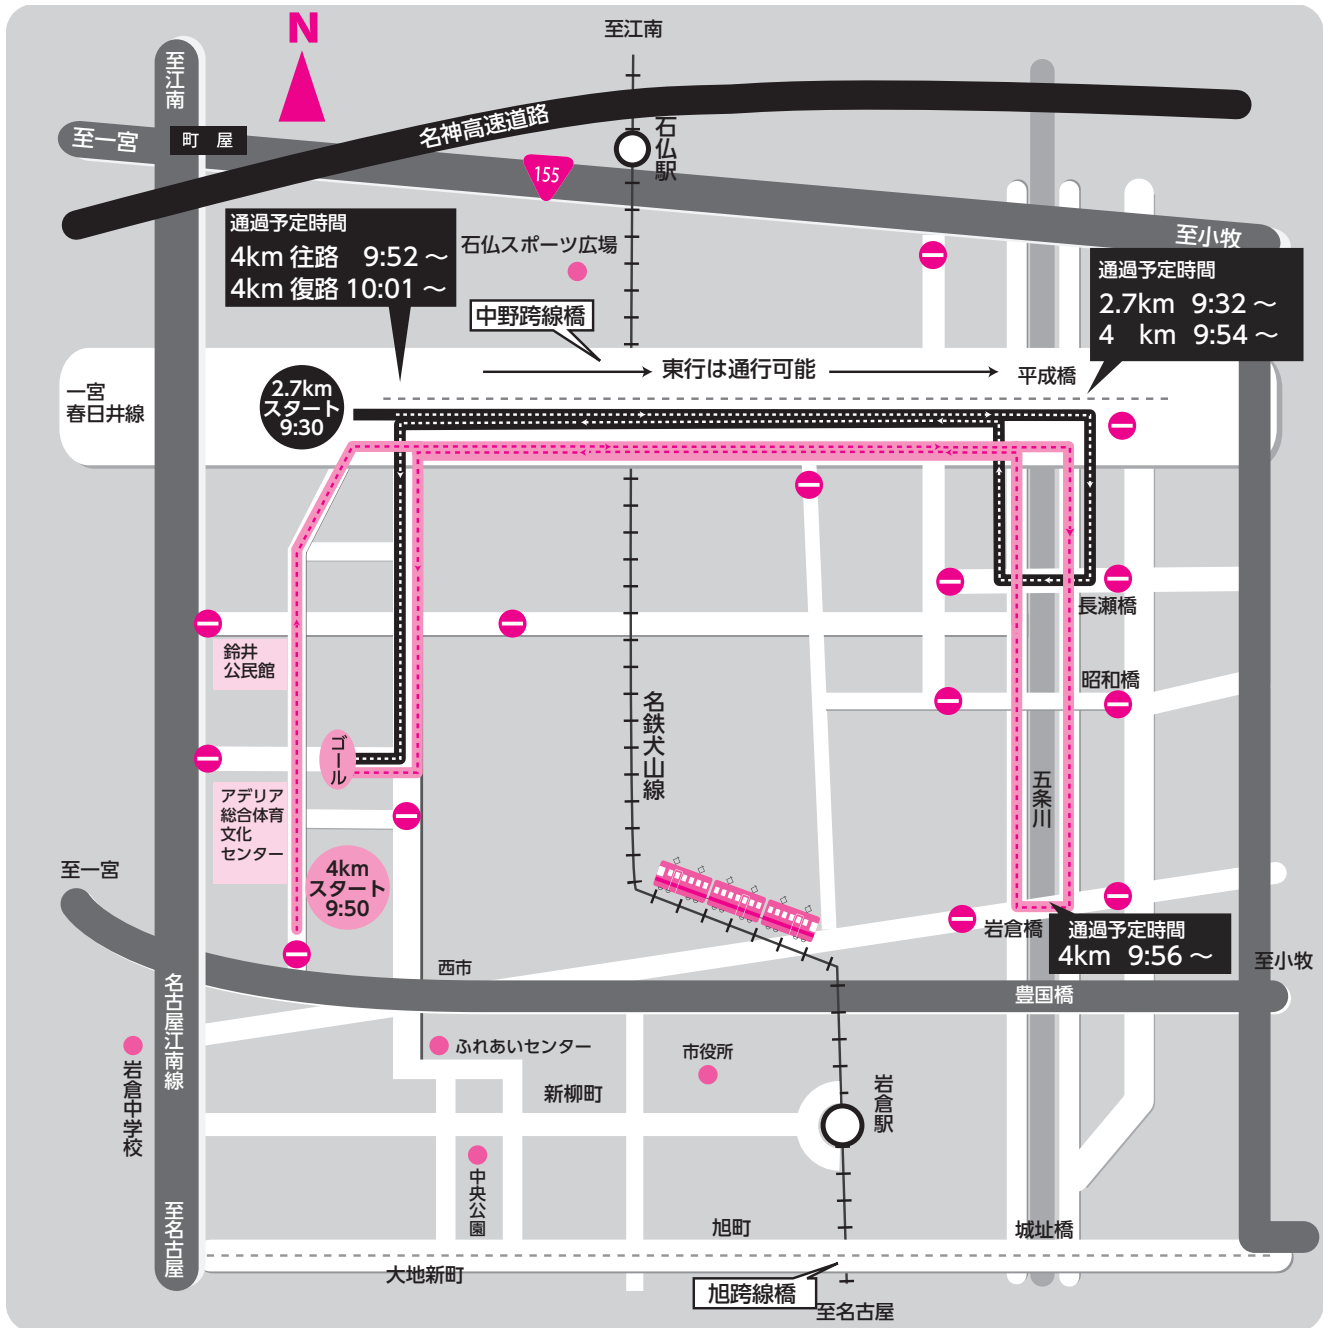 N
至江南
至江南
至一宮
町屋
名神高速道路
155
石仏駅
至小牧
通過予定時間
4km 往路 9:52 ～
4km 復路 10:01 ～
石仏スポーツ広場
中野跨線橋
通過予定時間
2.7km 9:32 ～
4 km 9:54 ～
一宮
春日井線
2.7km
スタート
9:30
東行は通行可能
平成橋
長瀬橋
鈴井
公民館
昭和橋
名鉄犬山線
ゴール
五条川
アデリア
総合体育
文化
センター
4km
スタート
9:50
至一宮
岩倉橋
通過予定時間
4km 9:56 ～
西市
至小牧
豊国橋
名古屋江南線
岩倉中学校
ふれあいセンター
市役所
新柳町
岩倉駅
中央公園
至名古屋
旭町
城址橋
大地新町
旭跨線橋
至名古屋